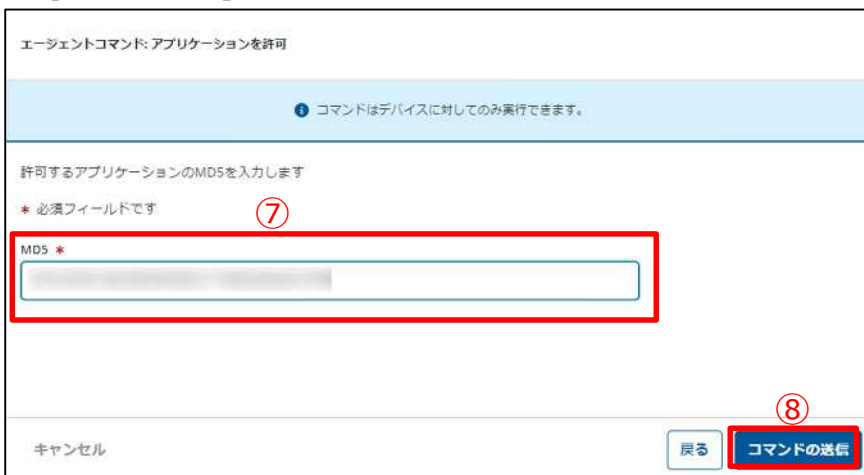 エージェントコマンド: アプリケーションを許可
コマンドはデバイスに対してのみ実行できます。
許可するアプリケーションのMD5を入力します
* 必須フィールドです
⑦
MD5 *
⑧
キャンセル 戻る コマンドの送信